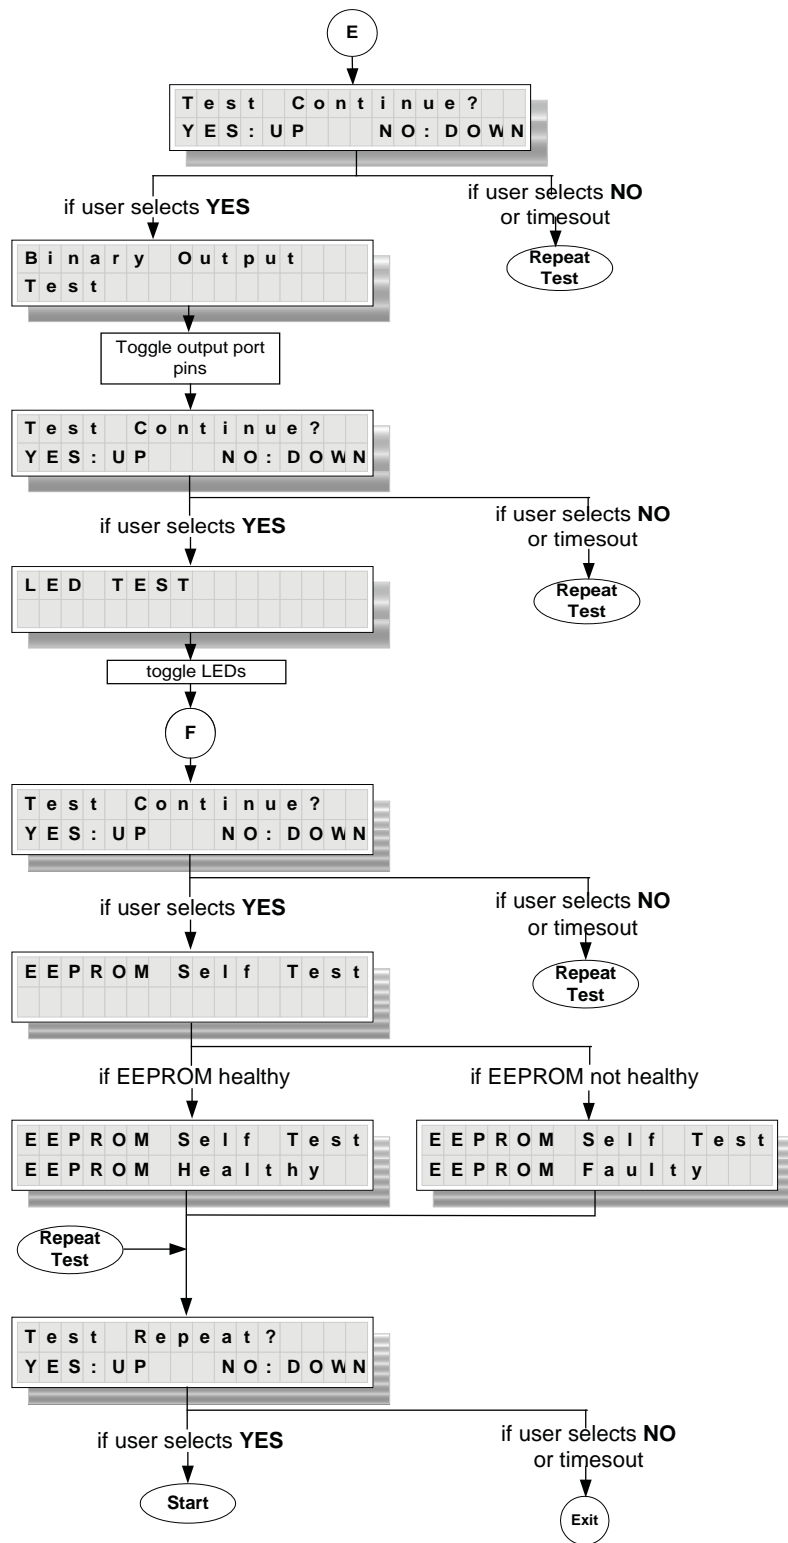 E
Test Continue?
YES:UP NO:DOWN
if user selects YES
if user selects NO
or timesout
Binary Output
Test
Repeat
Test
Toggle output port
pins
Test Continue?
YES:UP NO:DOWN
if user selects YES
if user selects NO
or timesout
LED TEST
Repeat
Test
toggle LEDs
F
Test Continue?
YES:UP NO:DOWN
if user selects YES
if user selects NO
or timesout
EEPROM Self Test
Repeat
Test
if EEPROM healthy
if EEPROM not healthy
EEPROM Self Test
EEPROM Healthy
EEPROM Self Test
EEPROM Faulty
Repeat
Test
Test Repeat?
YES:UP NO:DOWN
if user selects YES
if user selects NO
or timesout
Start
Exit